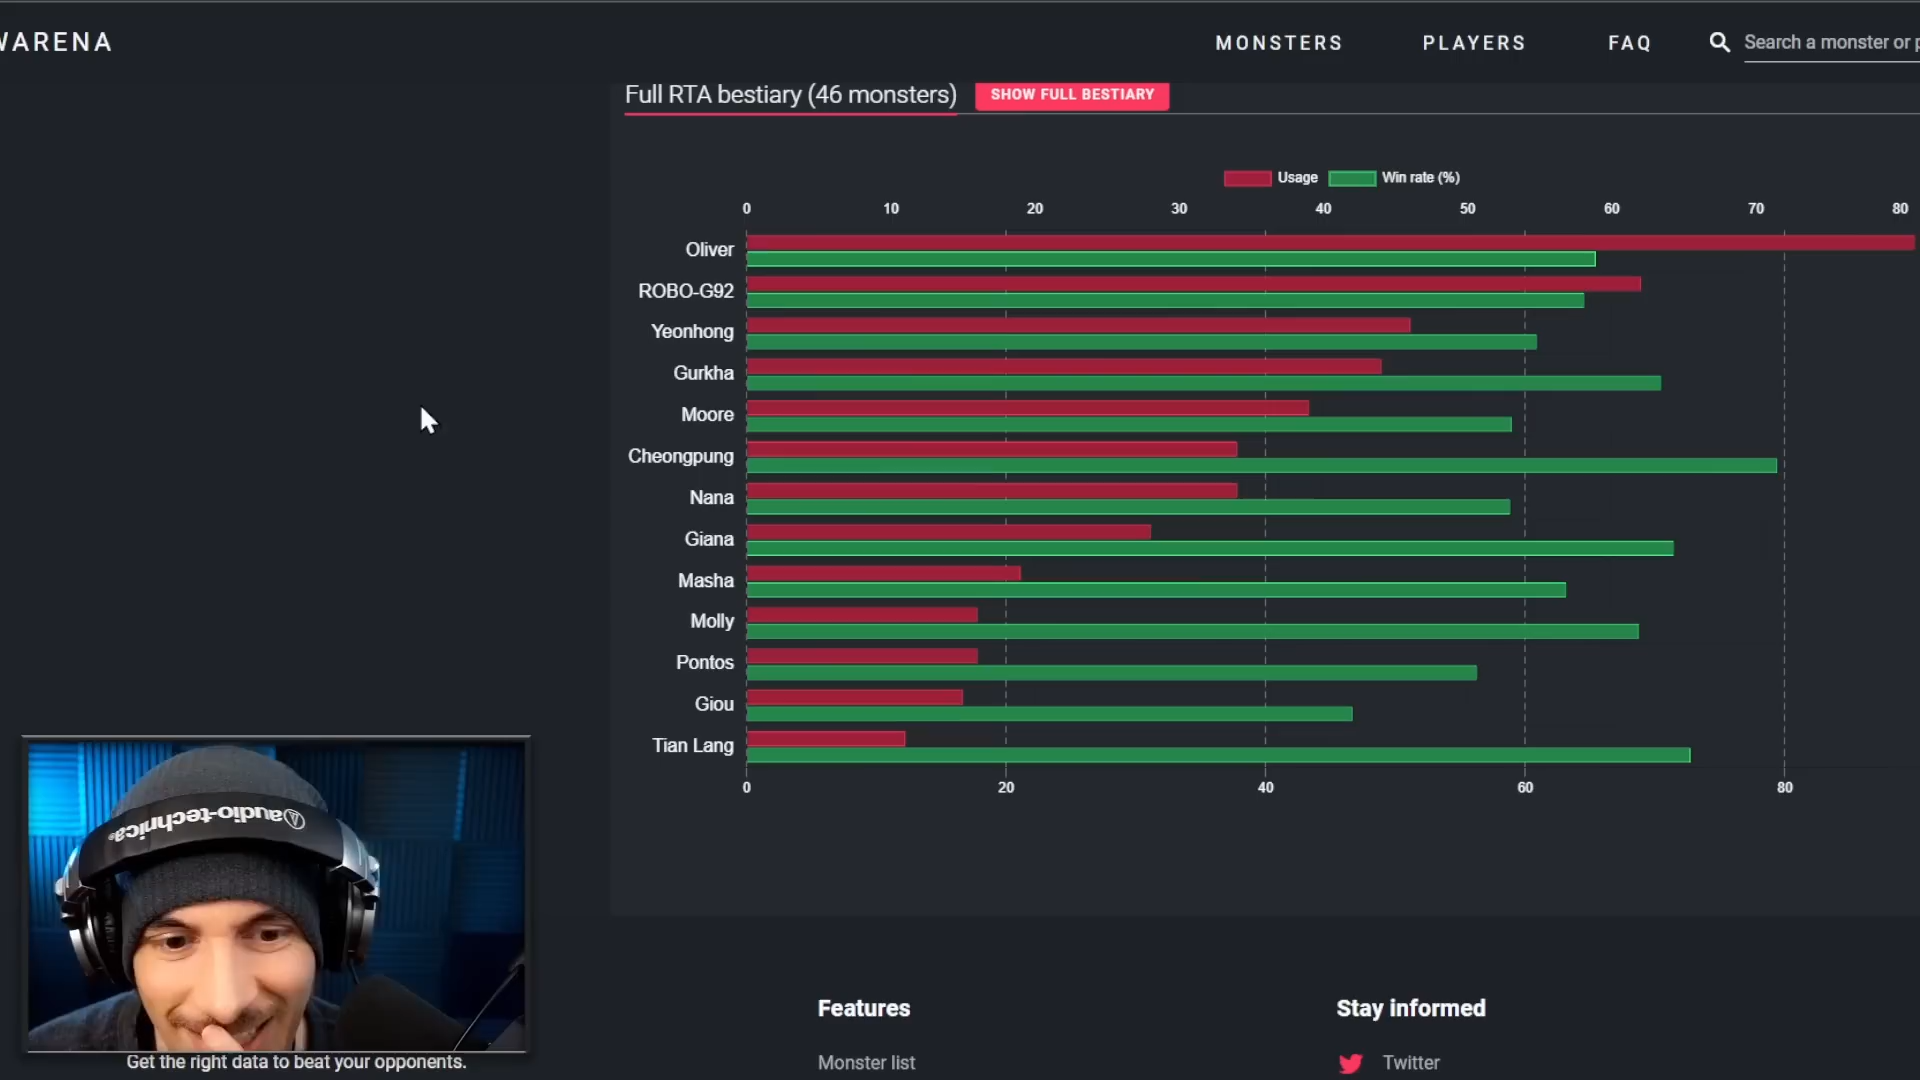 WARENA
MONSTERS PLAYERS FAQ Search a monster or p
Full RTA bestiary (46 monsters) SHOW FULL BESTIARY
Usage Win rate (%)
0 10 20 30 40 50 60 70 80
Oliver
ROBO-G92
Yeonhong
Gurkha
Moore
Cheongpung
Nana
Giana
Masha
Molly
Pontos
Giou
Tian Lang
0 20 40 60 80
audio-technica
Features Stay informed
Get the right data to beat your opponents. Monster list Twitter